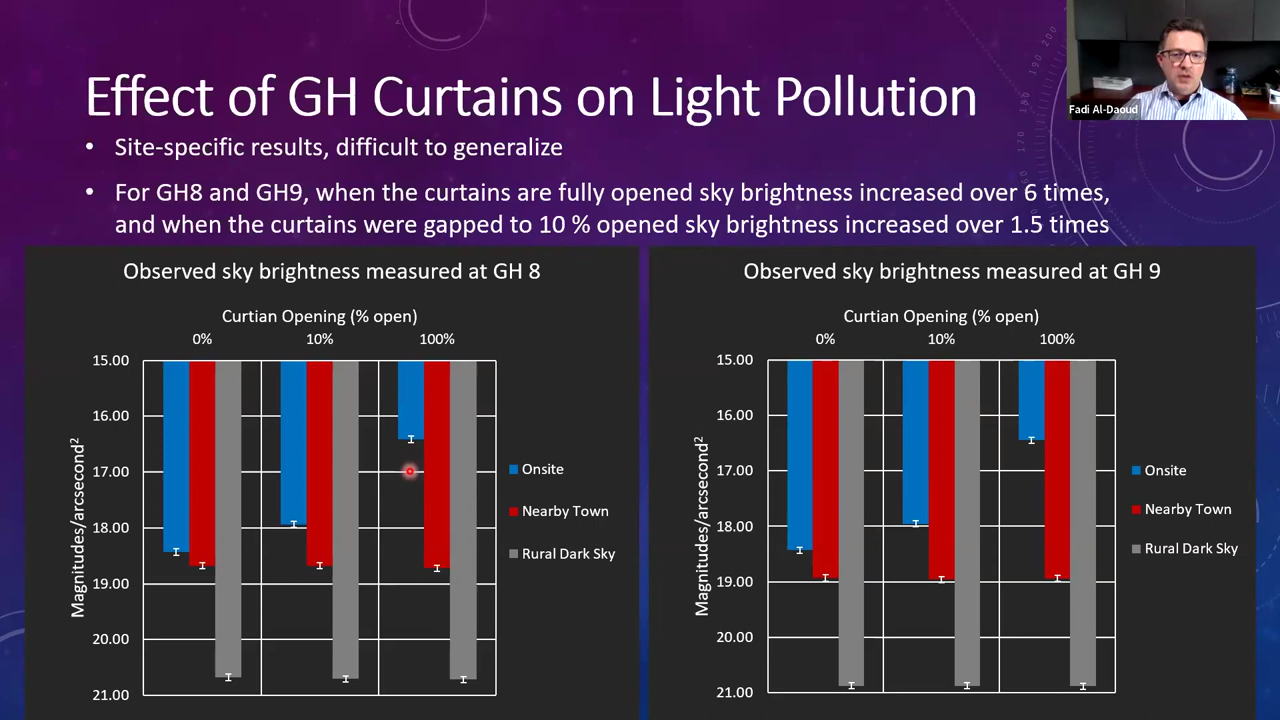 Effect of GH Curtains on Light Pollution
Fadi Al-Daoud
• Site-specific results, difficult to generalize
• For GH8 and GH9, when the curtains are fully opened sky brightness increased over 6 times,
and when the curtains were gapped to 10 % opened sky brightness increased over 1.5 times
Observed sky brightness measured at GH 8
Curtian Opening (% open)
0% 10% 100%
15.00
16.00
17.00
18.00
19.00
20.00
21.00
Magnitudes/arcsecond²
Onsite
Nearby Town
Rural Dark Sky
Observed sky brightness measured at GH 9
Curtian Opening (% open)
0% 10% 100%
15.00
16.00
17.00
18.00
19.00
20.00
21.00
Magnitudes/arcsecond²
Onsite
Nearby Town
Rural Dark Sky
200
190
180
170